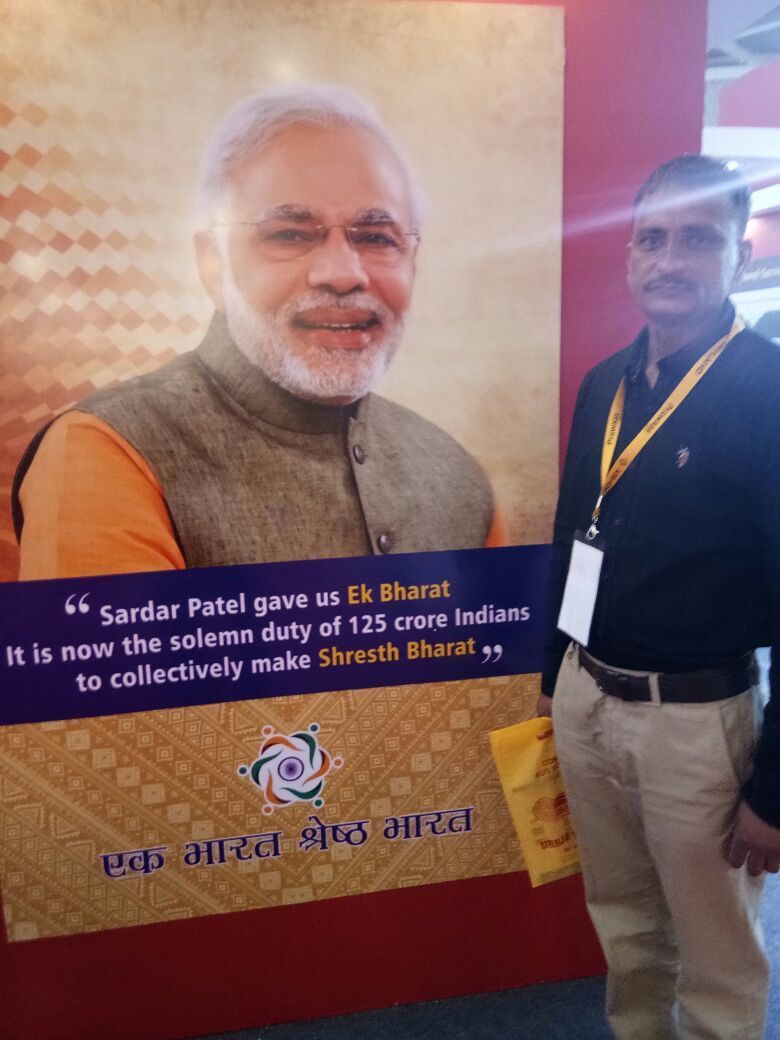 “ Sardar Patel gave us Ek Bharat
It is now the solemn duty of 125 crore Indians
to collectively make Shresth Bharat ”
एक भारत श्रेष्ठ भारत